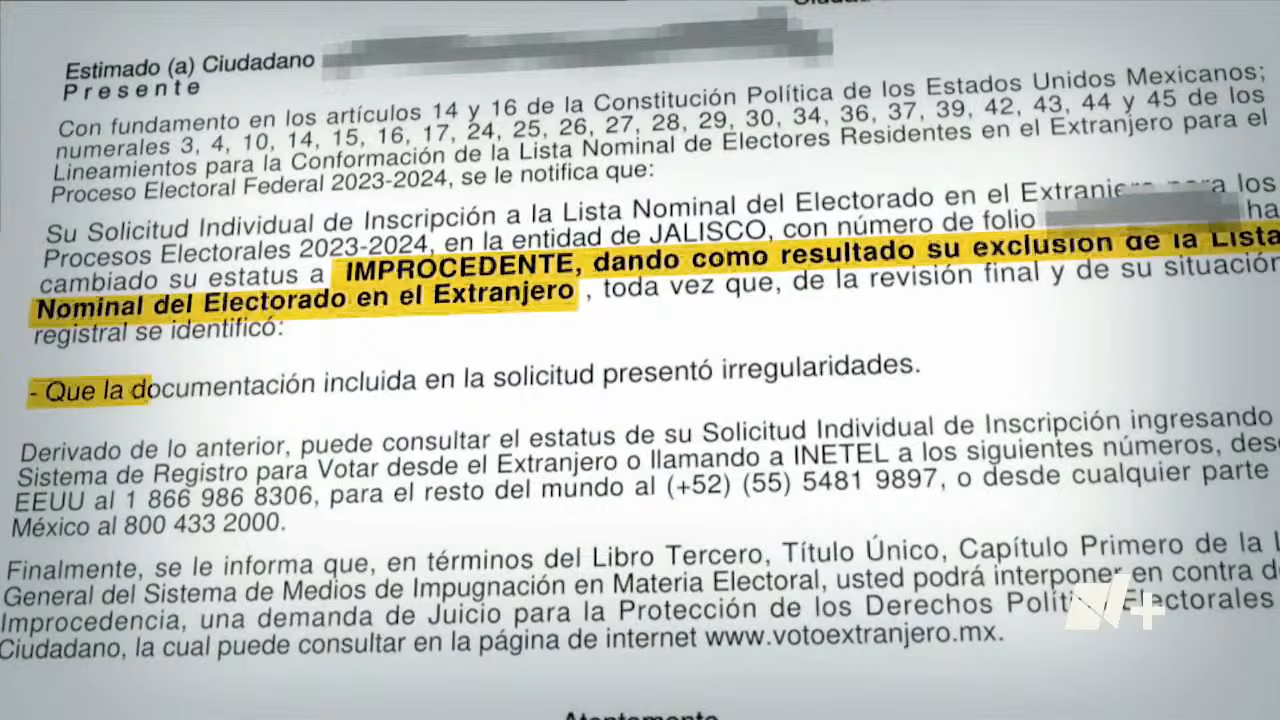 Estimado (a) Ciudadano
Presente
Con fundamento en los artículos 14 y 16 de la Constitución Política de los Estados Unidos Mexicanos;
numerales 3, 4, 10, 14, 15, 16, 17, 24, 25, 26, 27, 28, 29, 30, 34, 36, 37, 39, 42, 43, 44 y 45 de los
Lineamientos para la Conformación de la Lista Nominal de Electores Residentes en el Extranjero para el
Proceso Electoral Federal 2023-2024, se le notifica que:
Su Solicitud Individual de Inscripción a la Lista Nominal del Electorado en el los
Procesos Electorales 2023-2024, en la entidad de JALISCO, con número de folio ha
cambiado su estatus a IMPROCEDENTE, dando como resultado su exclusión de la Lista
Nominal del Electorado en el Extranjero , toda vez que, de la revisión final y de su situación
registral se identificó:
- Que la documentación incluida en la solicitud presentó irregularidades.
Derivado de lo anterior, puede consultar el estatus de su Solicitud Individual de Inscripción ingresando
Sistema de Registro para Votar desde el Extranjero o llamando a INETEL a los siguientes números, des
EEUU al 1 866 986 8306, para el resto del mundo al (+52) (55) 5481 9897, o desde cualquier parte
México al 800 433 2000.
Finalmente, se le informa que, en términos del Libro Tercero, Título Único, Capítulo Primero de la
General del Sistema de Medios de Impugnación en Materia Electoral, usted podrá interponer en contra d
Improcedencia, una demanda de Juicio para la Protección de los Derechos Electorales
Ciudadano, la cual puede consultar en la página de internet www.votoextranjero.mx.
N+